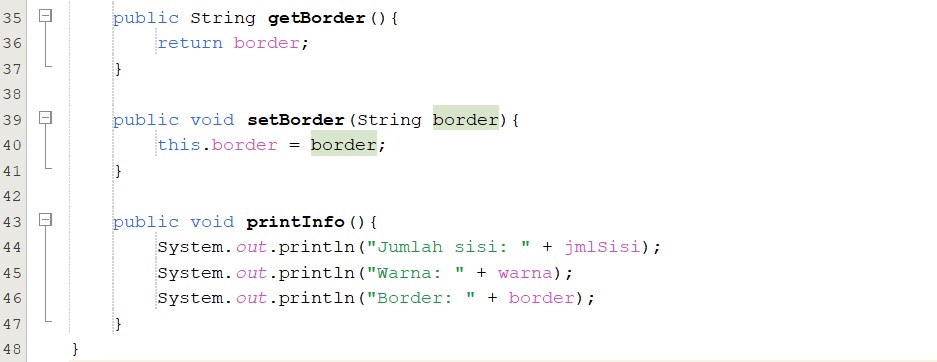 35 public String getBorder(){
36 return border;
37 }
38
39 public void setBorder(String border){
40 this.border = border;
41 }
42
43 public void printInfo(){
44 System.out.println("Jumlah sisi: " + jmlSisi);
45 System.out.println("Warna: " + warna);
46 System.out.println("Border: " + border);
47 }
48 }